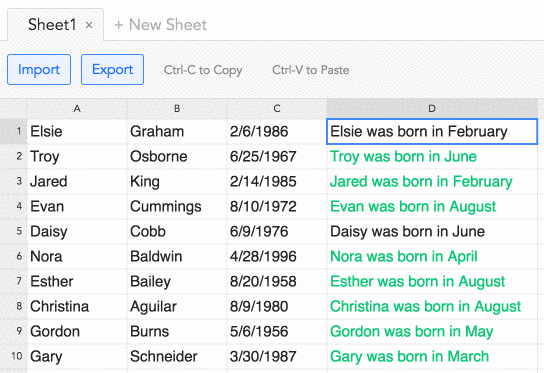 Sheet1 × + New Sheet
Import Export Ctrl-C to Copy Ctrl-V to Paste
A B C D
1 Elsie Graham 2/6/1986 Elsie was born in February
2 Troy Osborne 6/25/1967 Troy was born in June
3 Jared King 2/14/1985 Jared was born in February
4 Evan Cummings 8/10/1972 Evan was born in August
5 Daisy Cobb 6/9/1976 Daisy was born in June
6 Nora Baldwin 4/28/1996 Nora was born in April
7 Esther Bailey 8/20/1958 Esther was born in August
8 Christina Aguilar 8/9/1980 Christina was born in August
9 Gordon Burns 5/6/1956 Gordon was born in May
10 Gary Schneider 3/30/1987 Gary was born in March